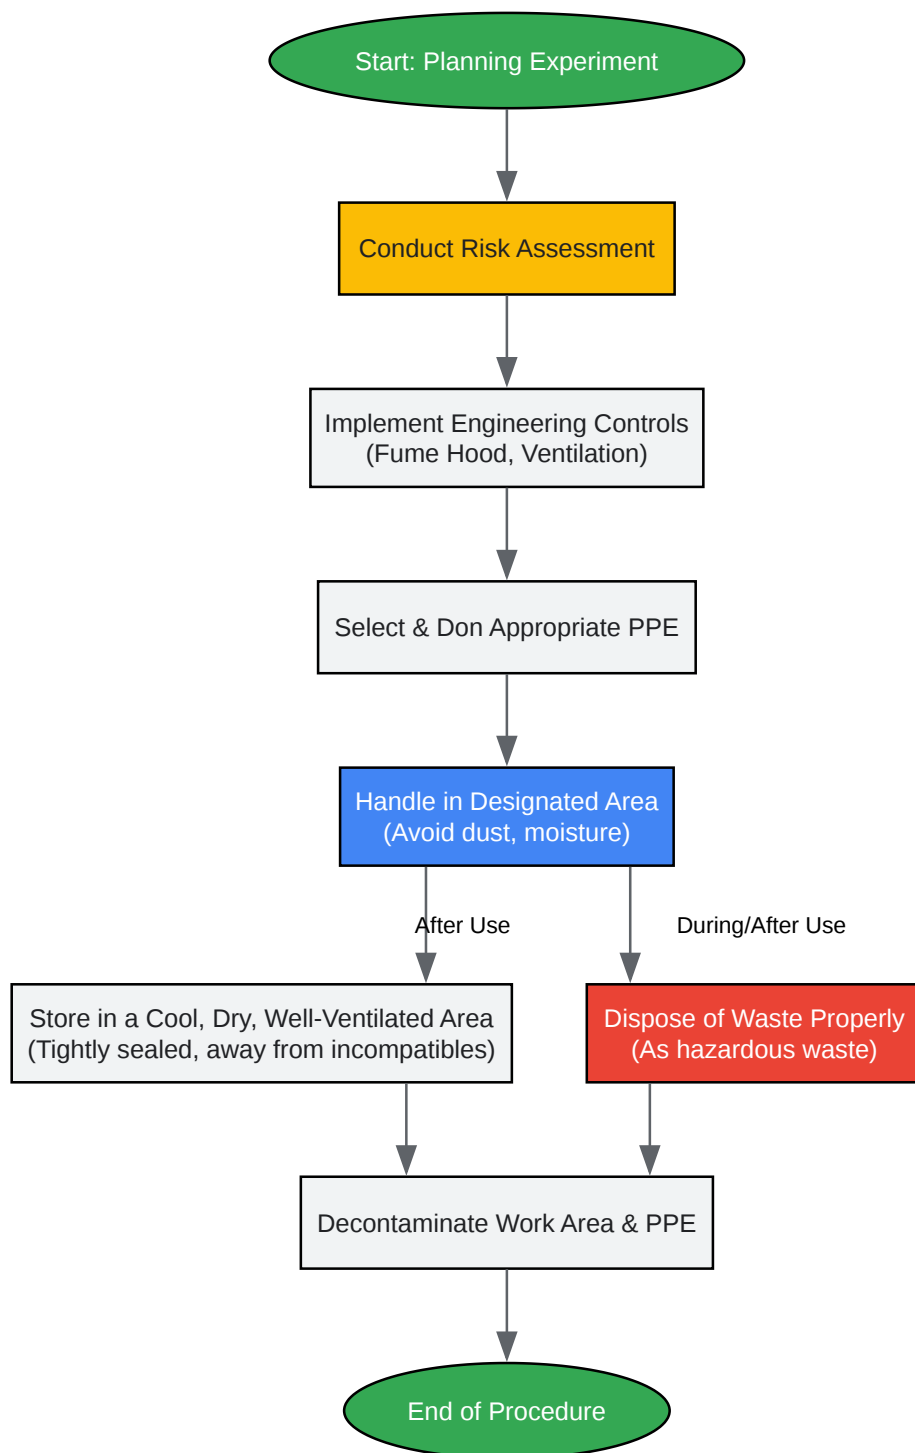 Start: Planning Experiment
Conduct Risk Assessment
Implement Engineering Controls
(Fume Hood, Ventilation)
Select & Don Appropriate PPE
Handle in Designated Area
(Avoid dust, moisture)
After Use
During/After Use
Store in a Cool, Dry, Well-Ventilated Area
(Tightly sealed, away from incompatibles)
Dispose of Waste Properly
(As hazardous waste)
Decontaminate Work Area & PPE
End of Procedure